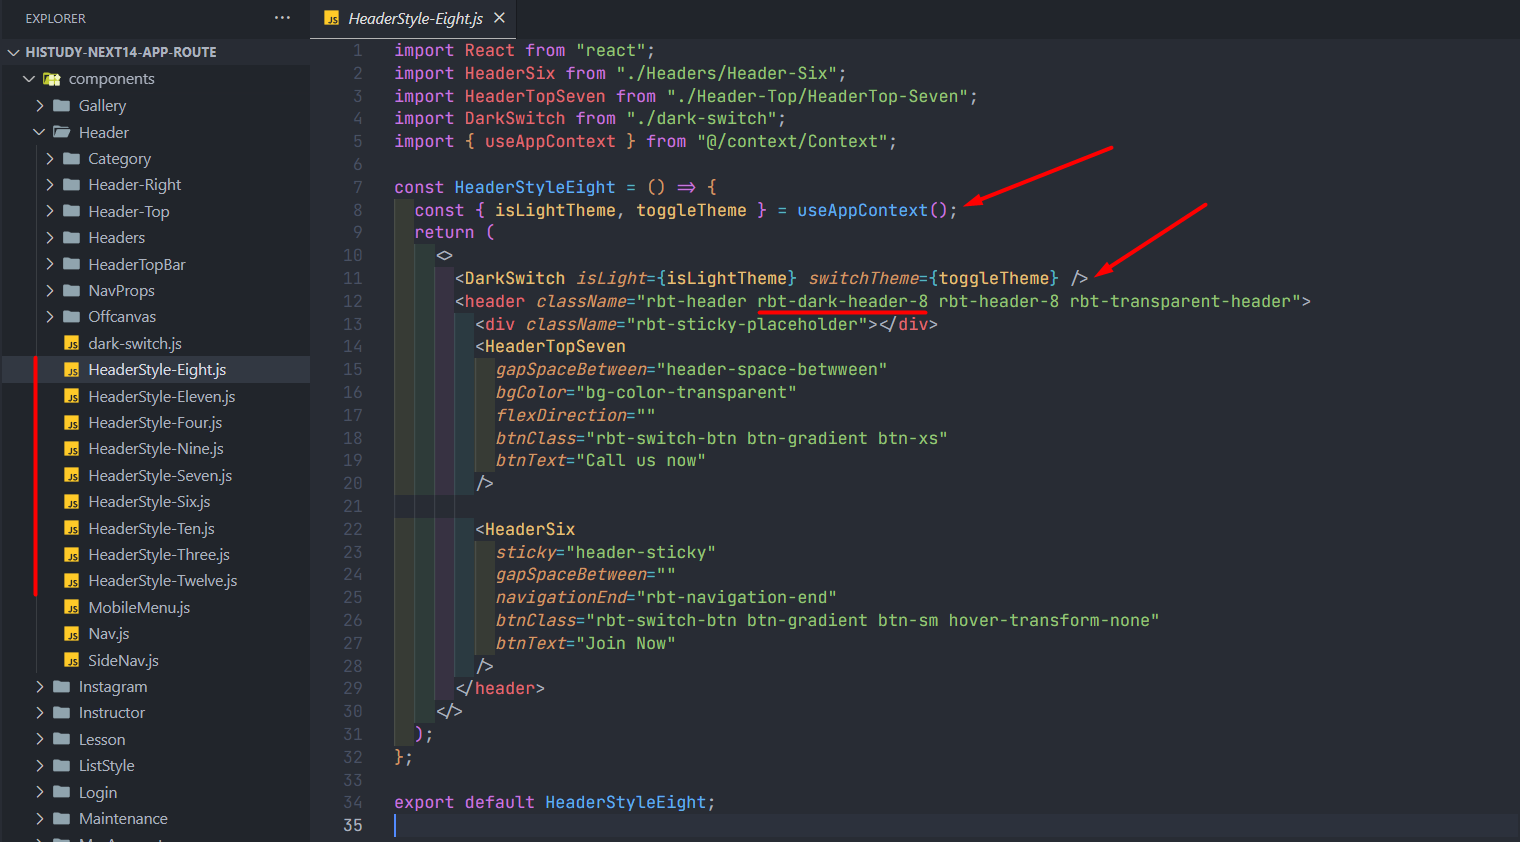 EXPLORER
···
HISTUDY-NEXT14-APP-ROUTE
components
Gallery
Header
Category
Header-Right
Header-Top
Headers
HeaderTopBar
NavProps
Offcanvas
dark-switch.js
HeaderStyle-Eight.js
HeaderStyle-Eleven.js
HeaderStyle-Four.js
HeaderStyle-Nine.js
HeaderStyle-Seven.js
HeaderStyle-Six.js
HeaderStyle-Ten.js
HeaderStyle-Three.js
HeaderStyle-Twelve.js
MobileMenu.js
Nav.js
SideNav.js
Instagram
Instructor
Lesson
ListStyle
Login
Maintenance
HeaderStyle-Eight.js
1 import React from "react";
2 import HeaderSix from "./Headers/Header-Six";
3 import HeaderTopSeven from "./Header-Top/HeaderTop-Seven";
4 import DarkSwitch from "./dark-switch";
5 import { useAppContext } from "@/context/Context";
6
7 const HeaderStyleEight = () => {
8 const { isLightTheme, toggleTheme } = useAppContext();
9 return (
10 <>
11 <DarkSwitch isLight={isLightTheme} switchTheme={toggleTheme} />
12 <header className="rbt-header rbt-dark-header-8 rbt-header-8 rbt-transparent-header">
13 <div className="rbt-sticky-placeholder"></div>
14 <HeaderTopSeven
15 gapSpaceBetween="header-space-betwween"
16 bgColor="bg-color-transparent"
17 flexDirection=""
18 btnClass="rbt-switch-btn btn-gradient btn-xs"
19 btnText="Call us now"
20 />
21
22 <HeaderSix
23 sticky="header-sticky"
24 gapSpaceBetween=""
25 navigationEnd="rbt-navigation-end"
26 btnClass="rbt-switch-btn btn-gradient btn-sm hover-transform-none"
27 btnText="Join Now"
28 />
29 </header>
30 </>
31 );
32 };
33
34 export default HeaderStyleEight;
35